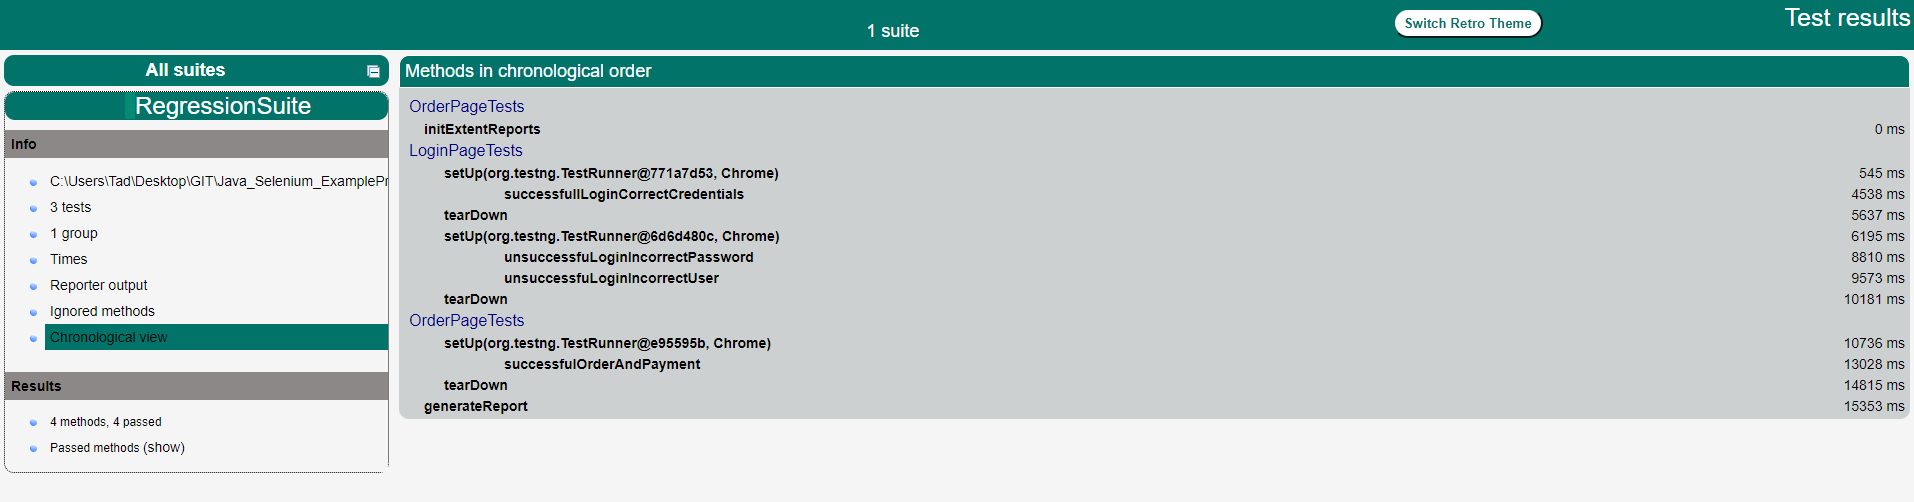 1 suite
Switch Retro Theme
Test results
All suites
RegressionSuite
Info
C:\Users\Tad\Desktop\GIT\Java_Selenium_ExamplePr
3 tests
1 group
Times
Reporter output
Ignored methods
Chronological view
Results
4 methods, 4 passed
Passed methods (show)
Methods in chronological order
OrderPageTests
initExtentReports 0 ms
LoginPageTests
setUp(org.testng.TestRunner@771a7d53, Chrome) 545 ms
successfullLoginCorrectCredentials 4538 ms
tearDown 5637 ms
setUp(org.testng.TestRunner@6d6d480c, Chrome) 6195 ms
unsuccessfuLoginIncorrectPassword 8810 ms
unsuccessfuLoginIncorrectUser 9573 ms
tearDown 10181 ms
OrderPageTests
setUp(org.testng.TestRunner@e95595b, Chrome) 10736 ms
successfulOrderAndPayment 13028 ms
tearDown 14815 ms
generateReport 15353 ms